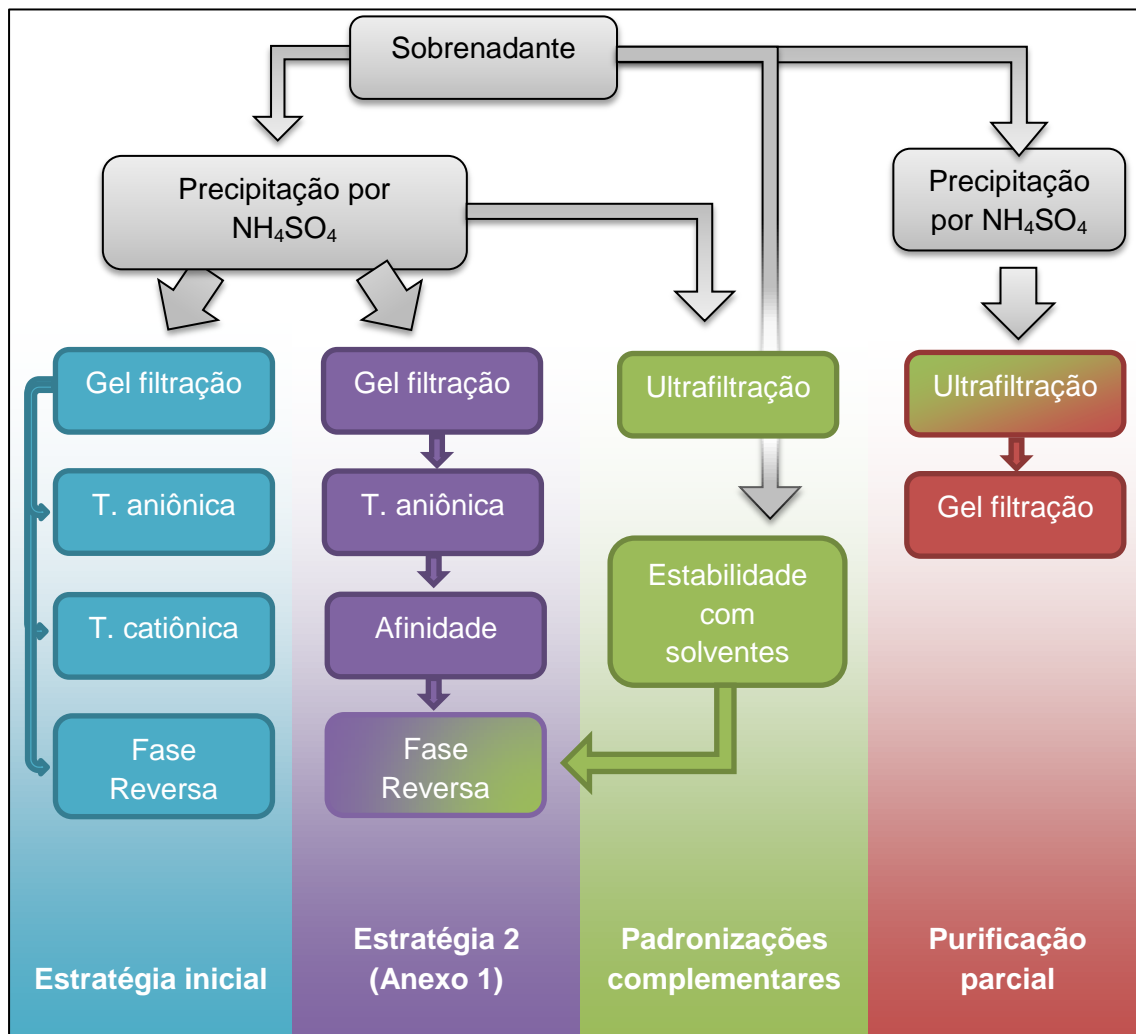 Sobrenadante
Precipitação por
NH₄SO₄
Precipitação
por NH₄SO₄
Gel filtração
T. aniônica
T. catiônica
Fase
Reversa
Estratégia inicial
Gel filtração
T. aniônica
Afinidade
Fase
Reversa
Estratégia 2
(Anexo 1)
Ultrafiltração
Estabilidade
com
solventes
Padronizações
complementares
Ultrafiltração
Gel filtração
Purificação
parcial